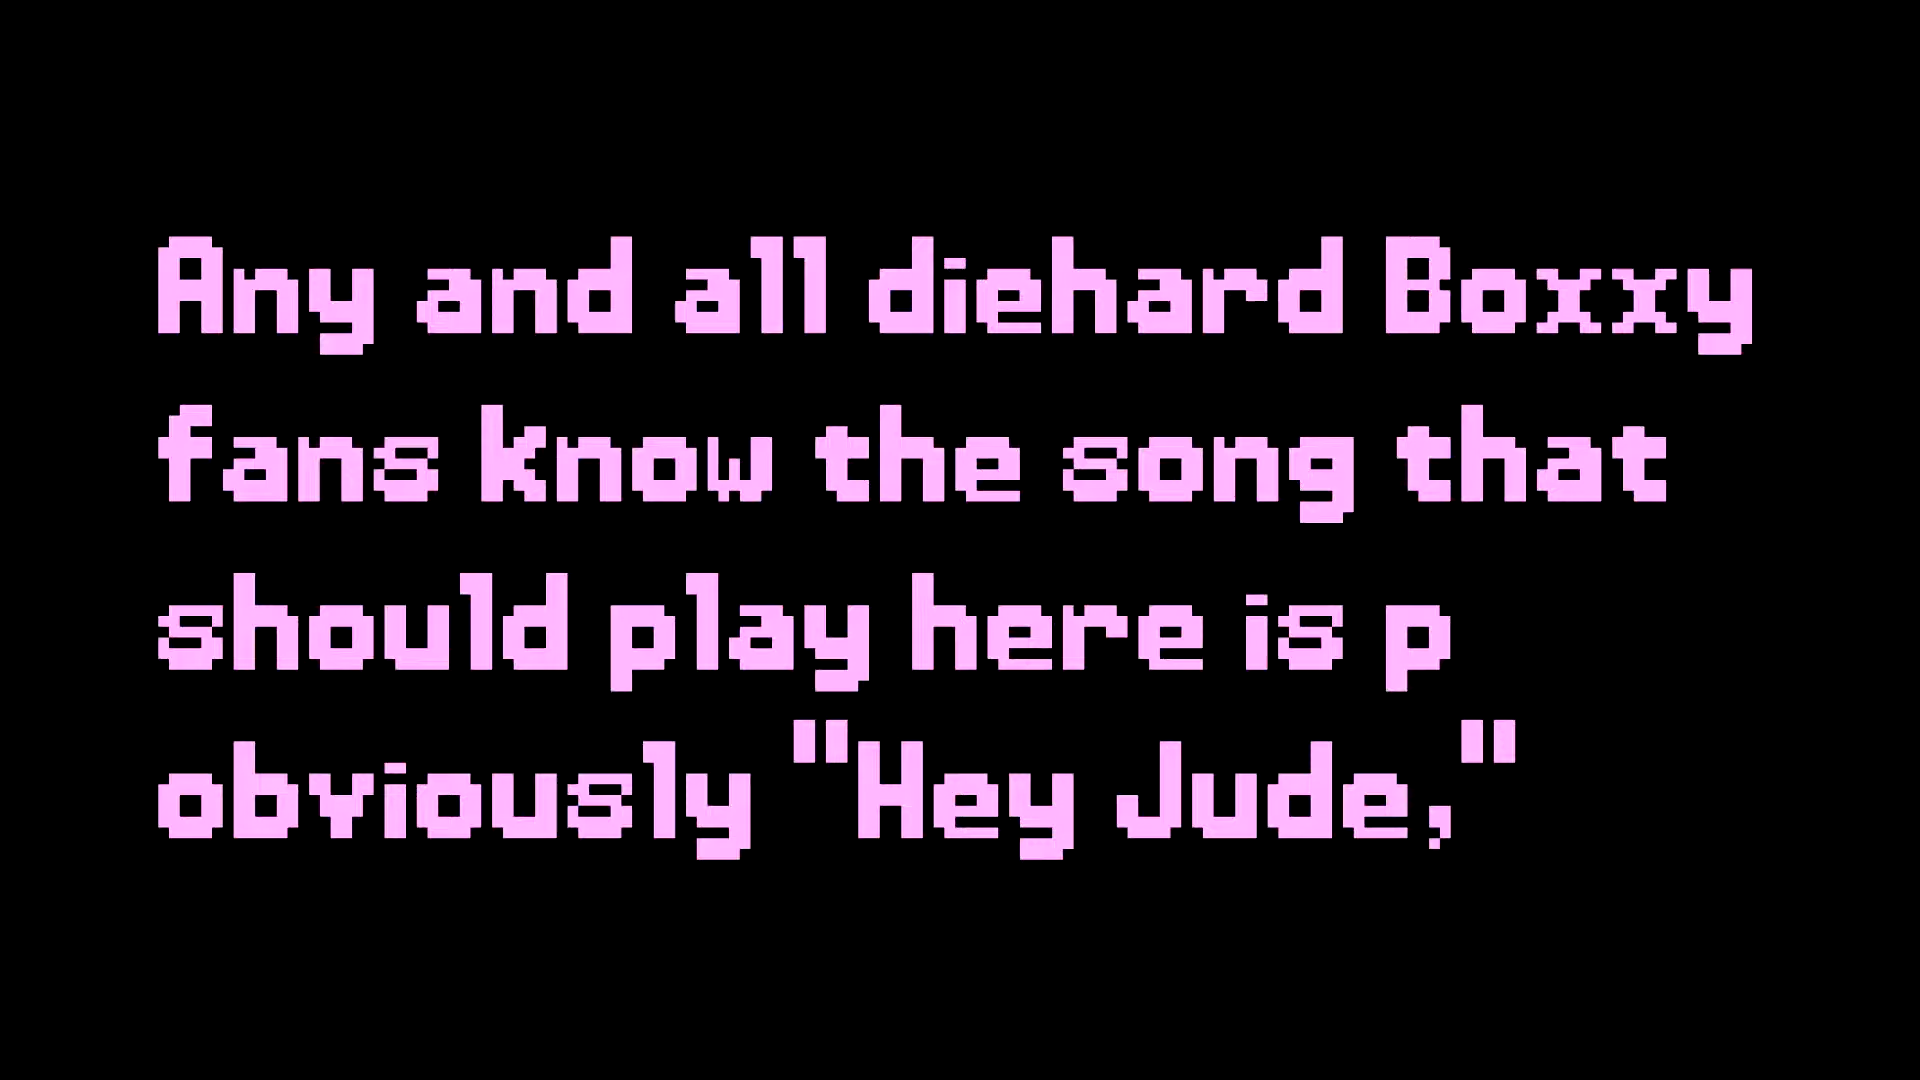 Any and all diehard Boxxy
fans know the song that
should play here is p
obviously "Hey Jude,"